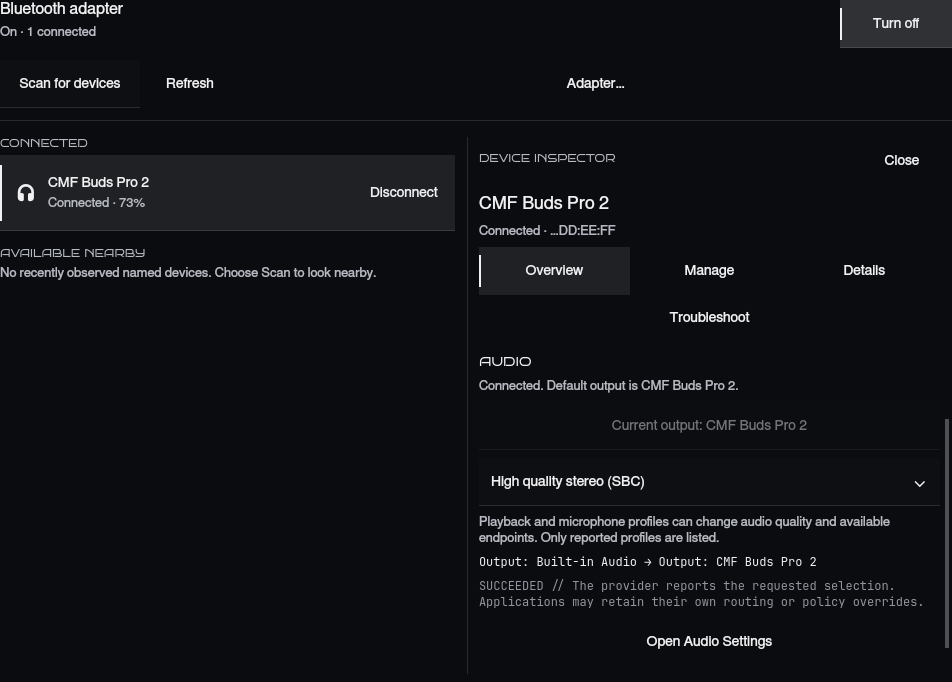 Bluetooth adapter
On · 1 connected
Turn off
Scan for devices
Refresh
Adapter...
CONNECTED
CMF Buds Pro 2
Connected · 73%
Disconnect
AVAILABLE NEARBY
No recently observed named devices. Choose Scan to look nearby.
DEVICE INSPECTOR
Close
CMF Buds Pro 2
Connected · ...DD:EE:FF
Overview
Manage
Details
Troubleshoot
AUDIO
Connected. Default output is CMF Buds Pro 2.
Current output: CMF Buds Pro 2
High quality stereo (SBC)
Playback and microphone profiles can change audio quality and available
endpoints. Only reported profiles are listed.
Output: Built-in Audio → Output: CMF Buds Pro 2
SUCCEEDED // The provider reports the requested selection.
Applications may retain their own routing or policy overrides.
Open Audio Settings